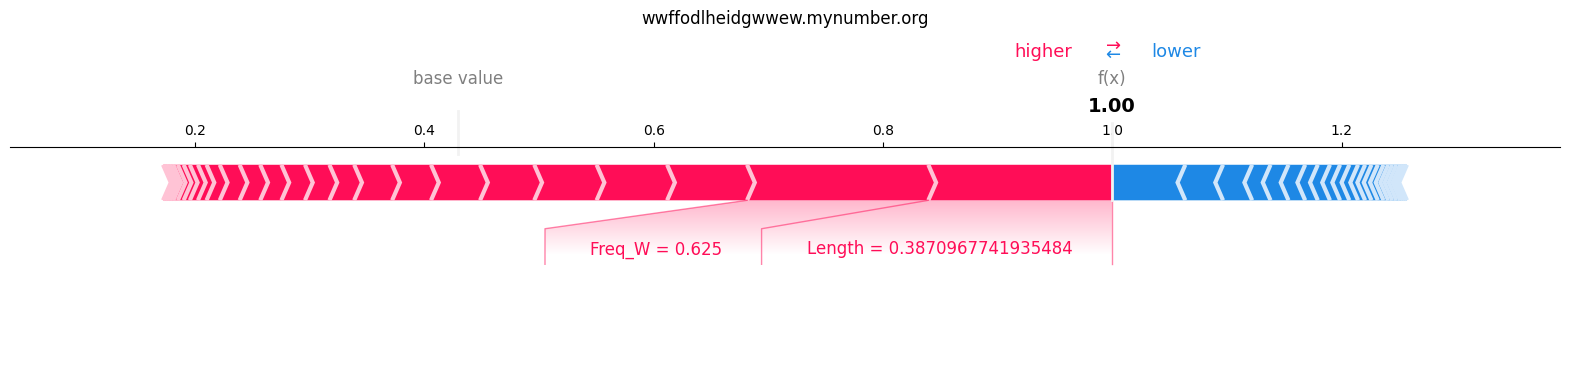 wwffodlheidgwwew.mynumber.org
higher ⇄ lower
base value f(x)
1.00
0.2 0.4 0.6 0.8 1 0 1.2
Freq_W = 0.625 Length = 0.3870967741935484